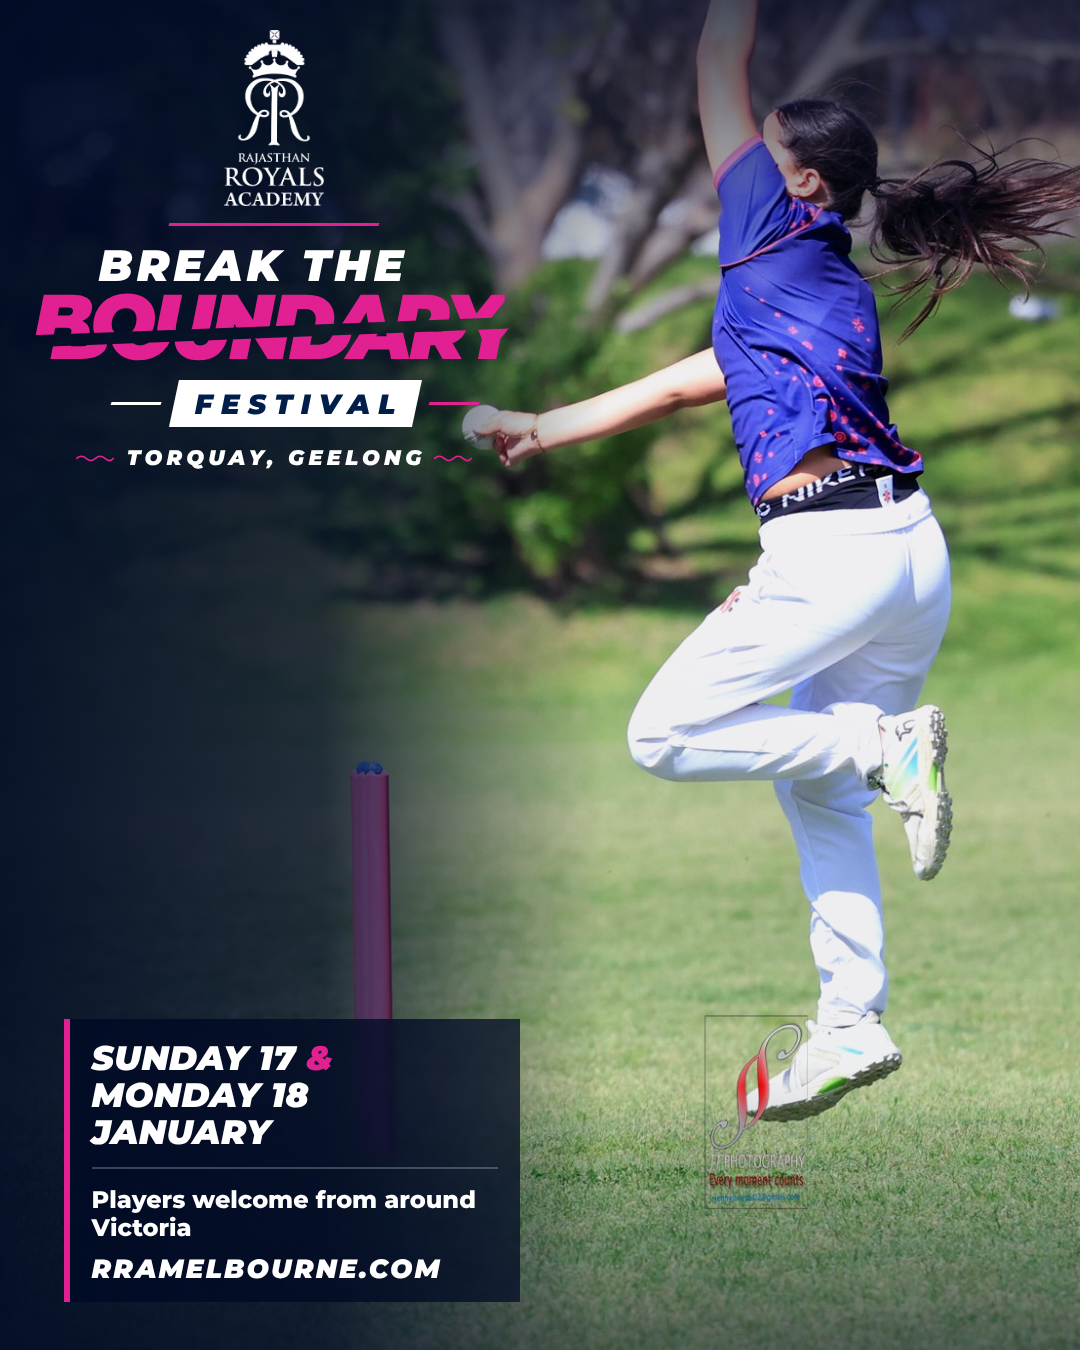 RAJASTHAN
ROYALS
ACADEMY
BREAK THE
BOUNDARY
FESTIVAL
TORQUAY, GEELONG
NIKE
SUNDAY 17 &
MONDAY 18
JANUARY
Players welcome from around
Victoria
RRAMELBOURNE.COM
PHOTOGRAPHY
Every moment counts